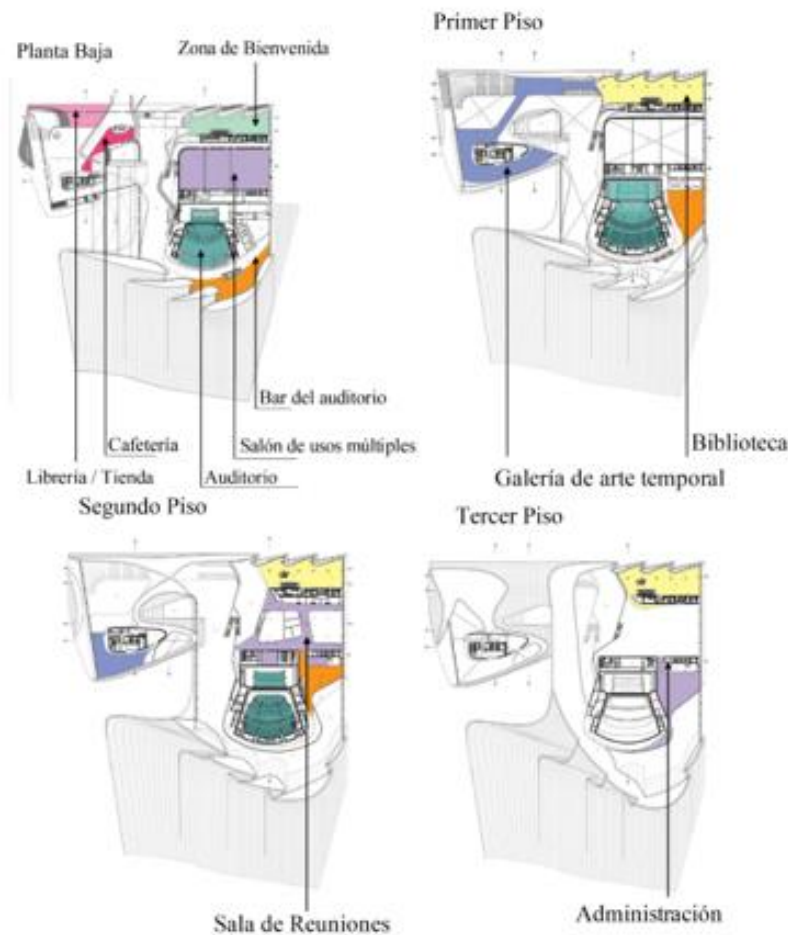 Planta Baja
Zona de Bienvenida
Primer Piso
Bar del auditorio
Cafetería
Salón de usos múltiples
Librería / Tienda
Auditorio
Biblioteca
Galería de arte temporal
Segundo Piso
Tercer Piso
Sala de Reuniones
Administración